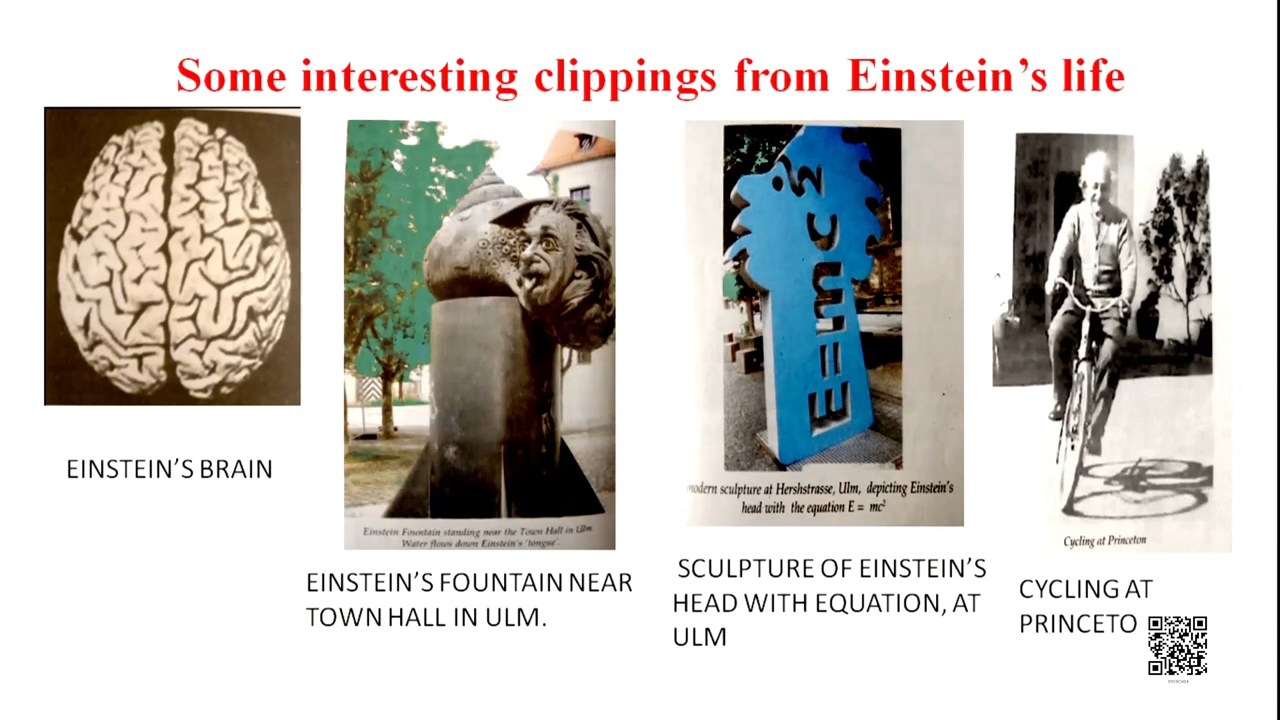 Some interesting clippings from Einstein's life
EINSTEIN'S BRAIN
Einstein Fountain standing near the Town Hall in Ulm.
Water flows down Einstein's 'tongue'.
EINSTEIN'S FOUNTAIN NEAR
TOWN HALL IN ULM.
E=mc2
modern sculpture at Hershstrasse, Ulm, depicting Einstein's
head with the equation E = mc²
SCULPTURE OF EINSTEIN'S
HEAD WITH EQUATION, AT
ULM
Cycling at Princeton
CYCLING AT
PRINCETO